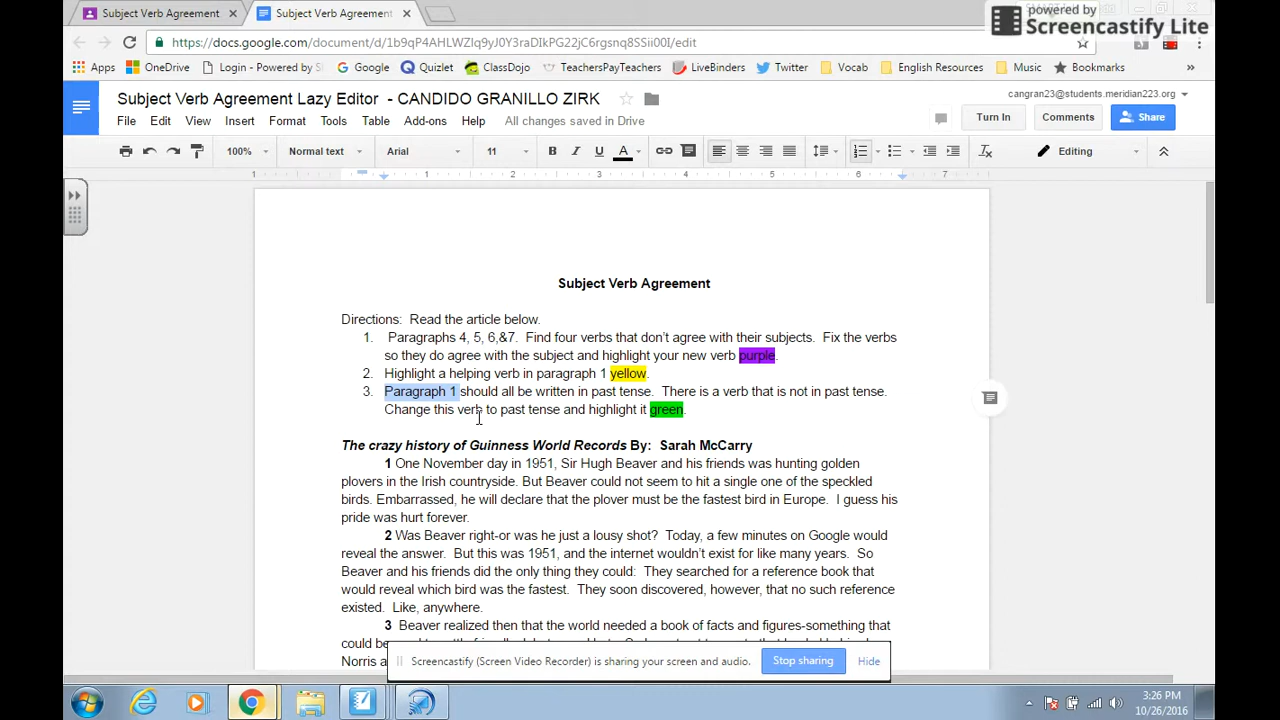 powered by
Screencastify Lite
Subject Verb Agreement
Subject Verb Agreement
https://docs.google.com/document/d/1b9qP4AHLWZlq9yJ0Y3raDIkPG22jC6rgsnq8SSii00I/edit
Apps OneDrive Login - Powered by Google Quizlet ClassDojo TeachersPayTeachers LiveBinders Twitter Vocab English Resources Music Bookmarks »
Subject Verb Agreement Lazy Editor - CANDIDO GRANILLO ZIRK
cangran23@students.meridian223.org
File Edit View Insert Format Tools Table Add-ons Help All changes saved in Drive
Turn In Comments Share
100% Normal text Arial 11 B I U A Editing
1 1 2 3 4 5 6 7
Subject Verb Agreement
Directions: Read the article below.
1. Paragraphs 4, 5, 6,&7. Find four verbs that don't agree with their subjects. Fix the verbs
so they do agree with the subject and highlight your new verb purple.
2. Highlight a helping verb in paragraph 1 yellow.
3. Paragraph 1 should all be written in past tense. There is a verb that is not in past tense.
Change this verb to past tense and highlight it green.
The crazy history of Guinness World Records By: Sarah McCarry
1 One November day in 1951, Sir Hugh Beaver and his friends was hunting golden
plovers in the Irish countryside. But Beaver could not seem to hit a single one of the speckled
birds. Embarrassed, he will declare that the plover must be the fastest bird in Europe. I guess his
pride was hurt forever.
2 Was Beaver right-or was he just a lousy shot? Today, a few minutes on Google would
reveal the answer. But this was 1951, and the internet wouldn't exist for like many years. So
Beaver and his friends did the only thing they could: They searched for a reference book that
would reveal which bird was the fastest. They soon discovered, however, that no such reference
existed. Like, anywhere.
3 Beaver realized then that the world needed a book of facts and figures-something that
could be
Norris a
Screencastify (Screen Video Recorder) is sharing your screen and audio. Stop sharing Hide
3:26 PM
10/26/2016